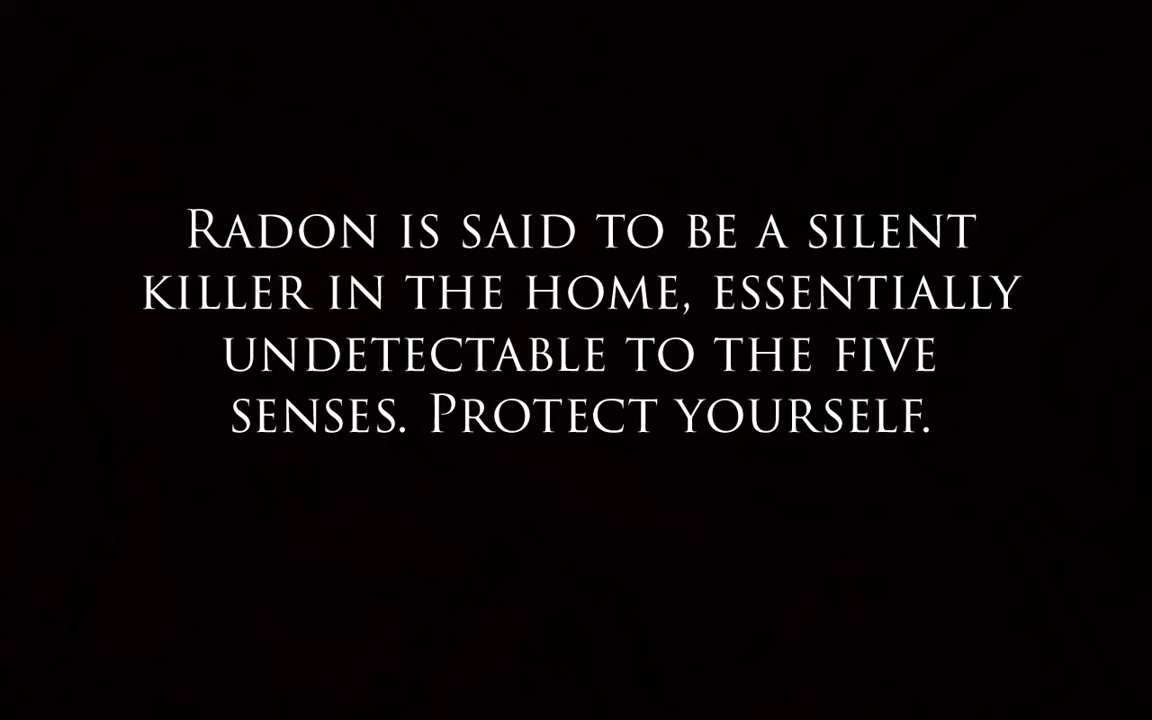 Radon is said to be a silent
killer in the home, essentially
undetectable to the five
senses. Protect yourself.